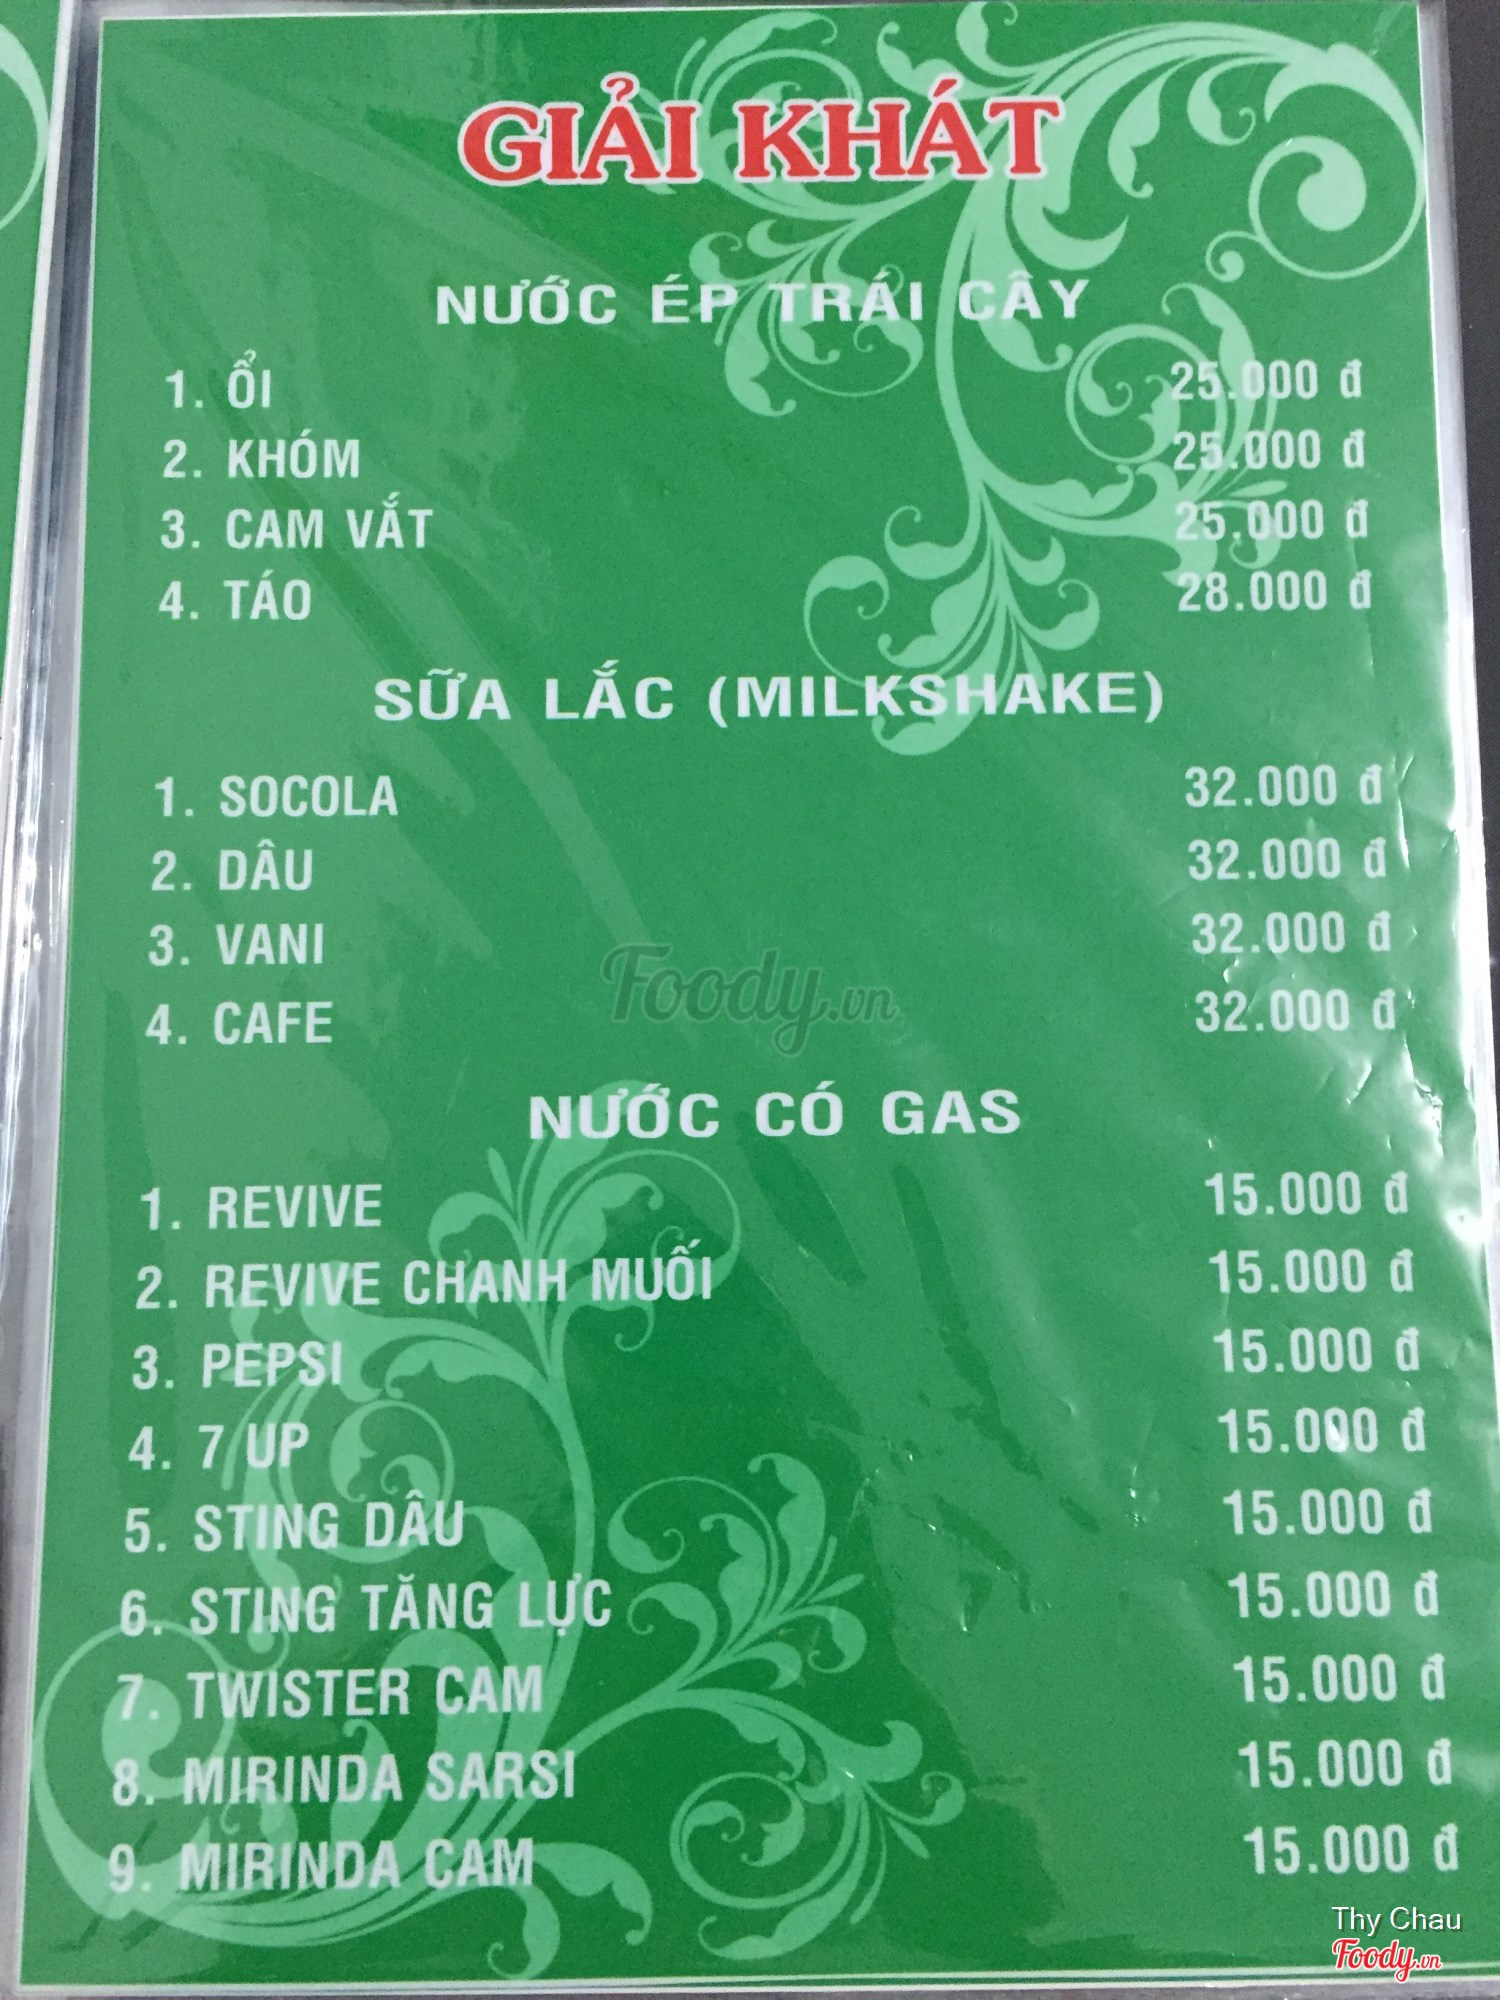 GIẢI KHÁT
NƯỚC ÉP TRÁI CÂY
1. ỔI 25.000 đ
2. KHÓM 25.000 đ
3. CAM VẮT 25.000 đ
4. TÁO 28.000 đ
SỮA LẮC (MILKSHAKE)
1. SOCOLA 32.000 đ
2. DÂU 32.000 đ
3. VANI 32.000 đ
4. CAFE 32.000 đ
Foody.vn
NƯỚC CÓ GAS
1. REVIVE 15.000 đ
2. REVIVE CHANH MUỐI 15.000 đ
3. PEPSI 15.000 đ
4. 7 UP 15.000 đ
5. STING DÂU 15.000 đ
6. STING TĂNG LỰC 15.000 đ
7. TWISTER CAM 15.000 đ
8. MIRINDA SARSI 15.000 đ
9. MIRINDA CAM 15.000 đ
Thy Chau
Foody.vn